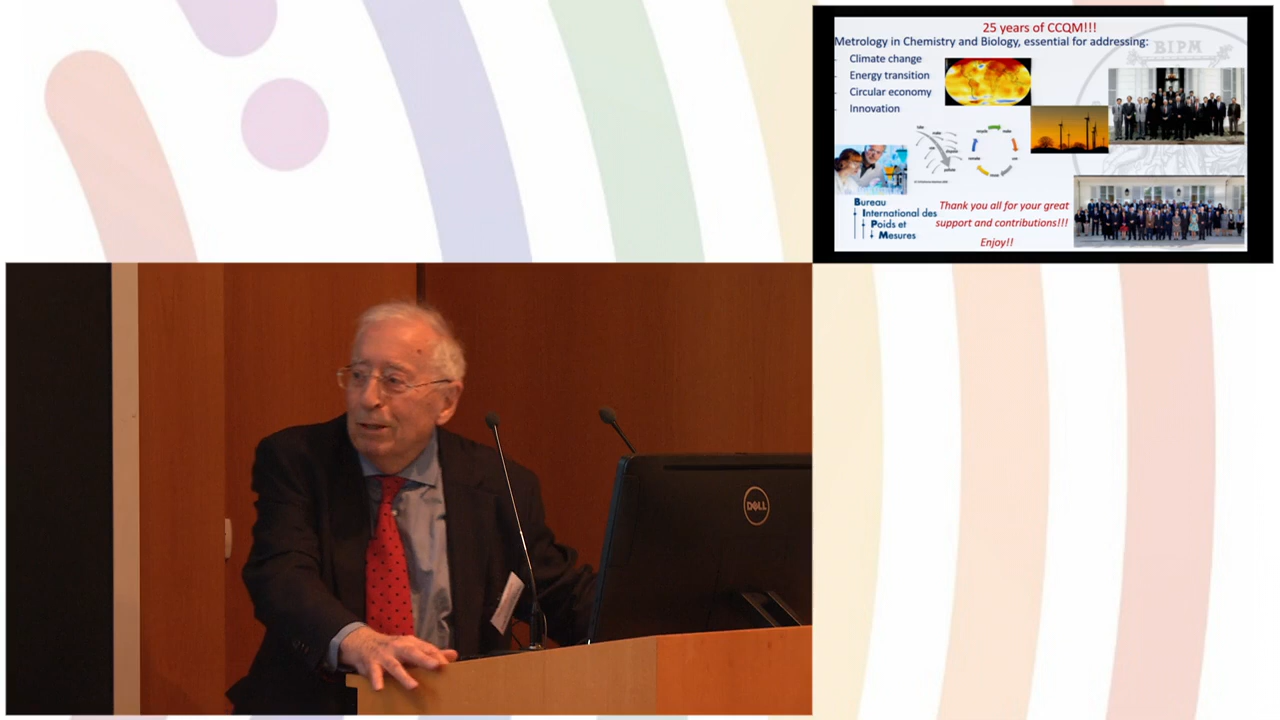 25 years of CCQM!!!
Metrology in Chemistry and Biology, essential for addressing:
- Climate change
- Energy transition
- Circular economy
- Innovation
BIPM
Bureau
International des
Poids et
Mesures
Thank you all for your great
support and contributions!!!
Enjoy!!
DELL